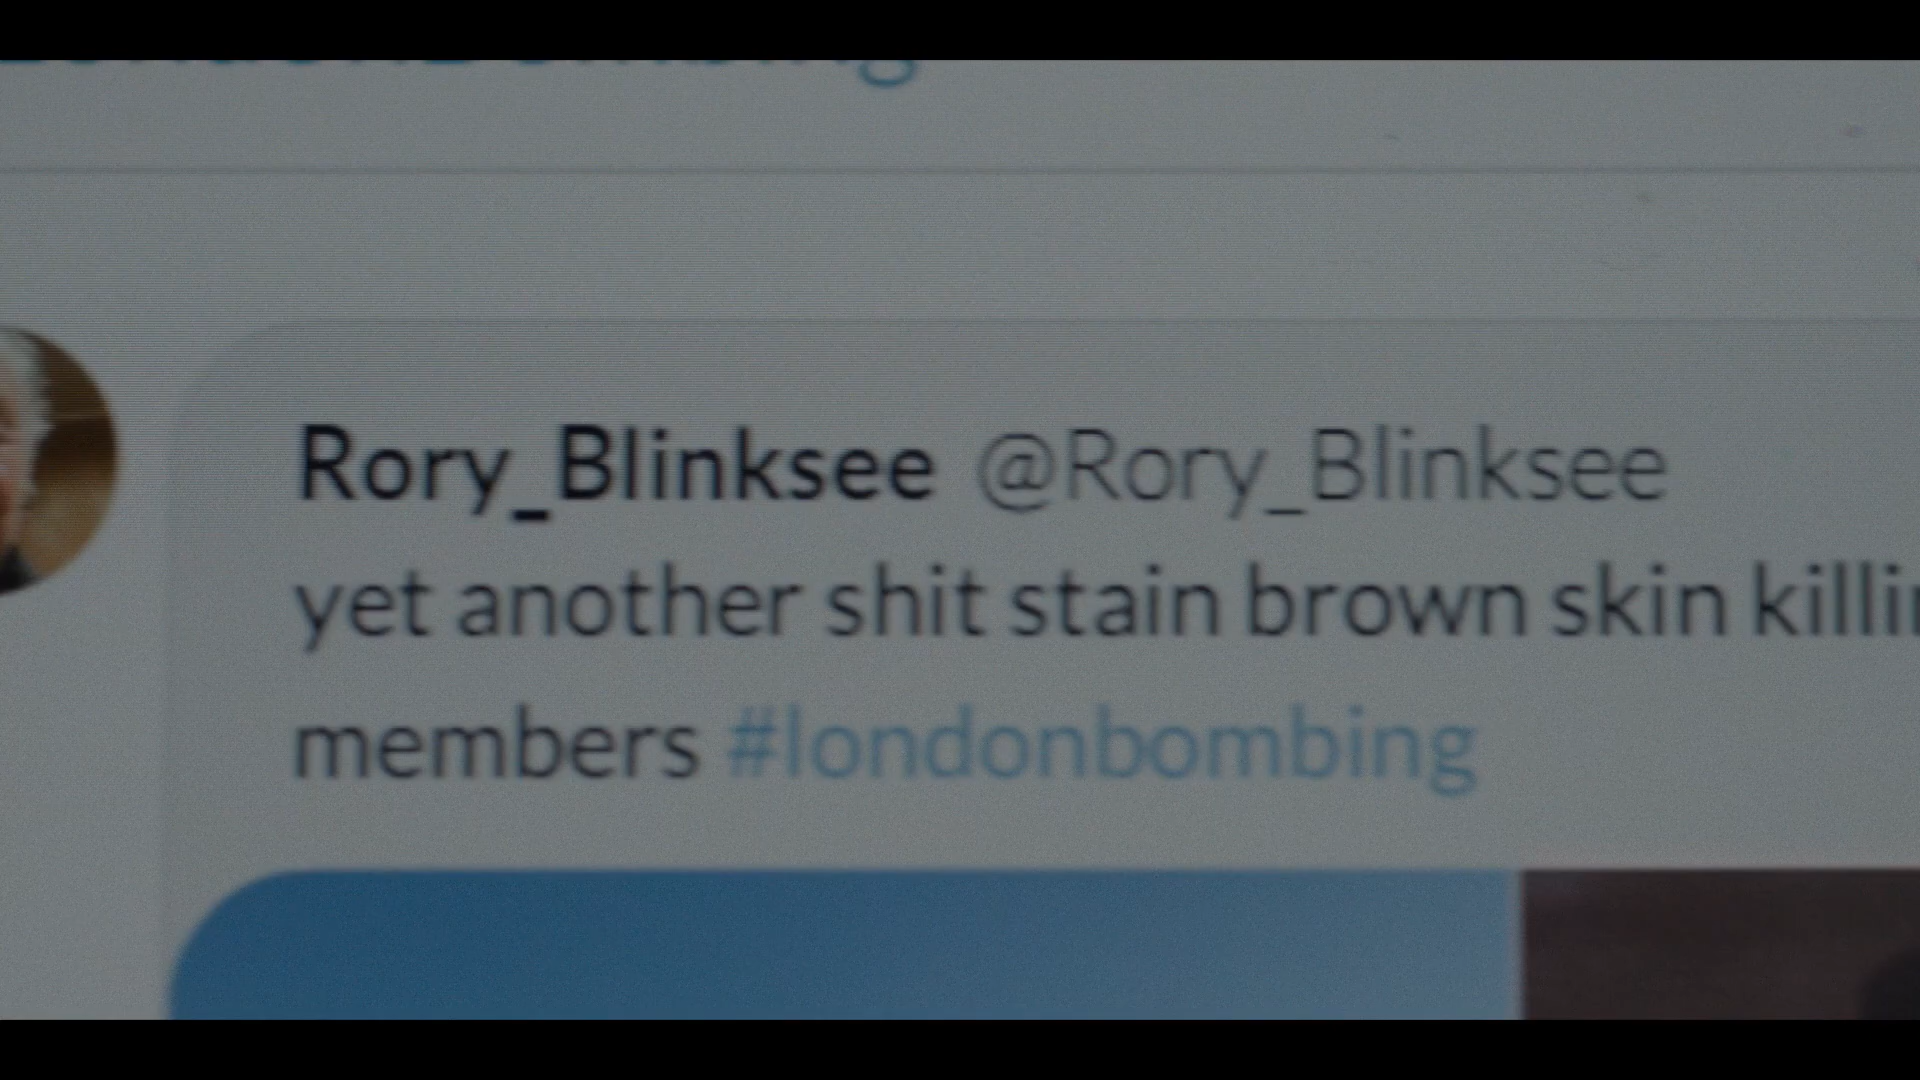 Rory_Blinksee @Rory_Blinksee
yet another shit stain brown skin
members #londonbombing